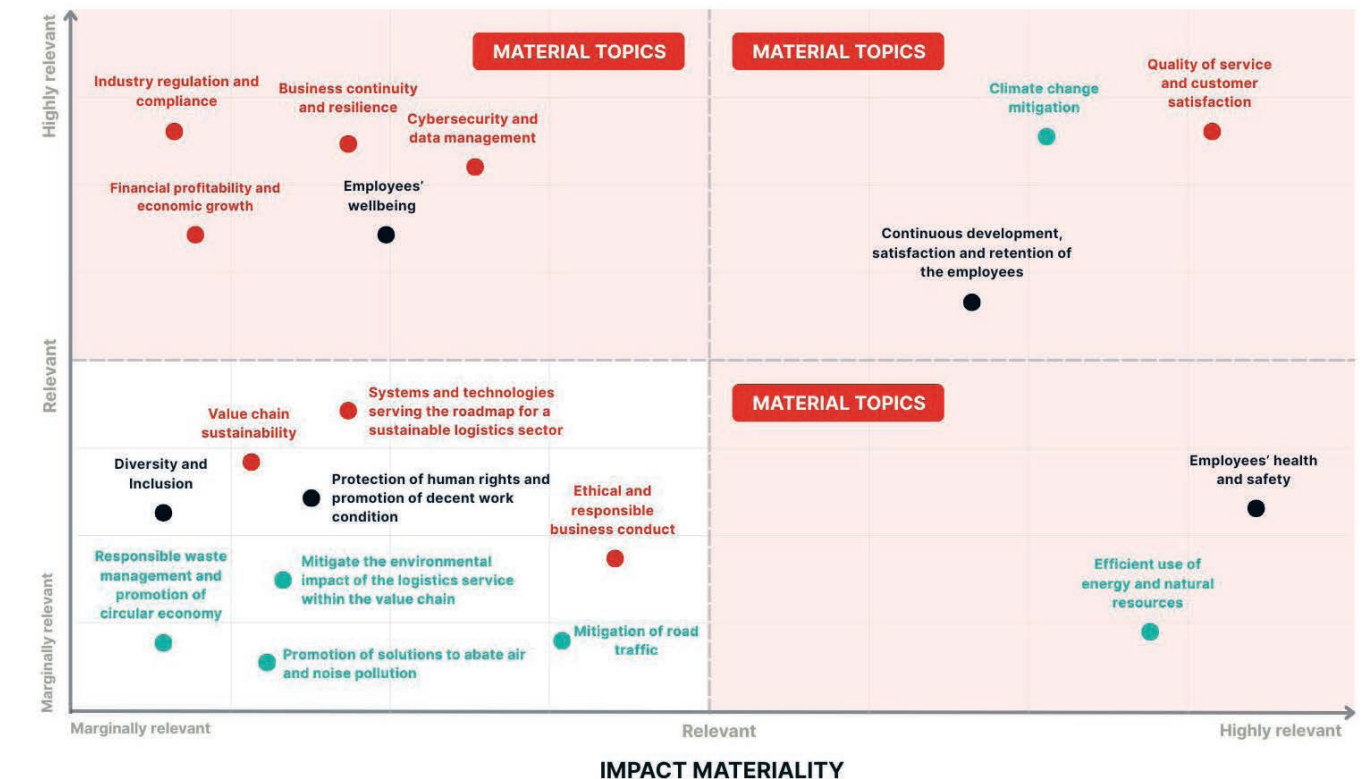 Highly relevant
MATERIAL TOPICS
MATERIAL TOPICS
Industry regulation and
compliance
Business continuity
and resilience
Cybersecurity and
data management
Climate change
mitigation
Quality of service
and customer
satisfaction
Financial profitability and
economic growth
Employees’
wellbeing
Continuous development,
satisfaction and retention of
the employees
Relevant
MATERIAL TOPICS
Systems and technologies
serving the roadmap for a
sustainable logistics sector
Value chain
sustainability
Diversity and
Inclusion
Protection of human rights and
promotion of decent work
condition
Ethical and
responsible
business conduct
Employees’ health
and safety
Responsible waste
management and
promotion of
circular economy
Mitigate the environmental
impact of the logistics service
within the value chain
Efficient use of
energy and natural
resources
Mitigation of road
traffic
Promotion of solutions to abate air
and noise pollution
Marginally relevant
Marginally relevant
Relevant
Highly relevant
IMPACT MATERIALITY